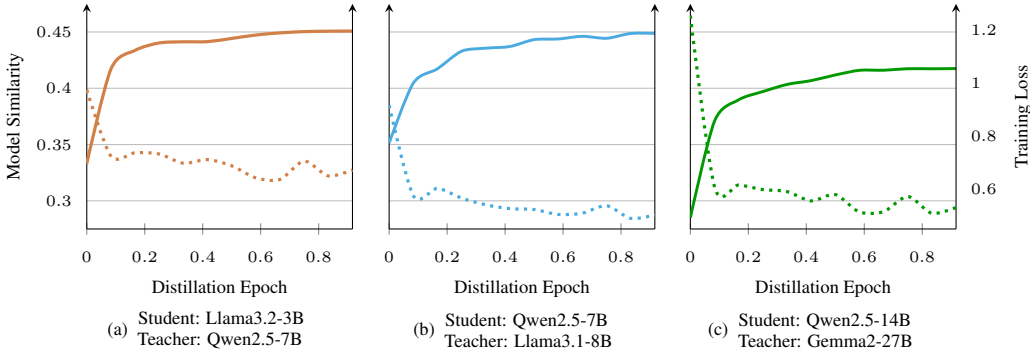 Model Similarity
0.45
0.4
0.35
0.3
0
0.2
0.4
0.6
0.8
Distillation Epoch
(a) Student: Llama3.2-3B
Teacher: Qwen2.5-7B
0
0.2
0.4
0.6
0.8
Distillation Epoch
(b) Student: Qwen2.5-7B
Teacher: Llama3.1-8B
0
0.2
0.4
0.6
0.8
Distillation Epoch
(c) Student: Qwen2.5-14B
Teacher: Gemma2-27B
1.2
1
0.8
0.6
Training Loss